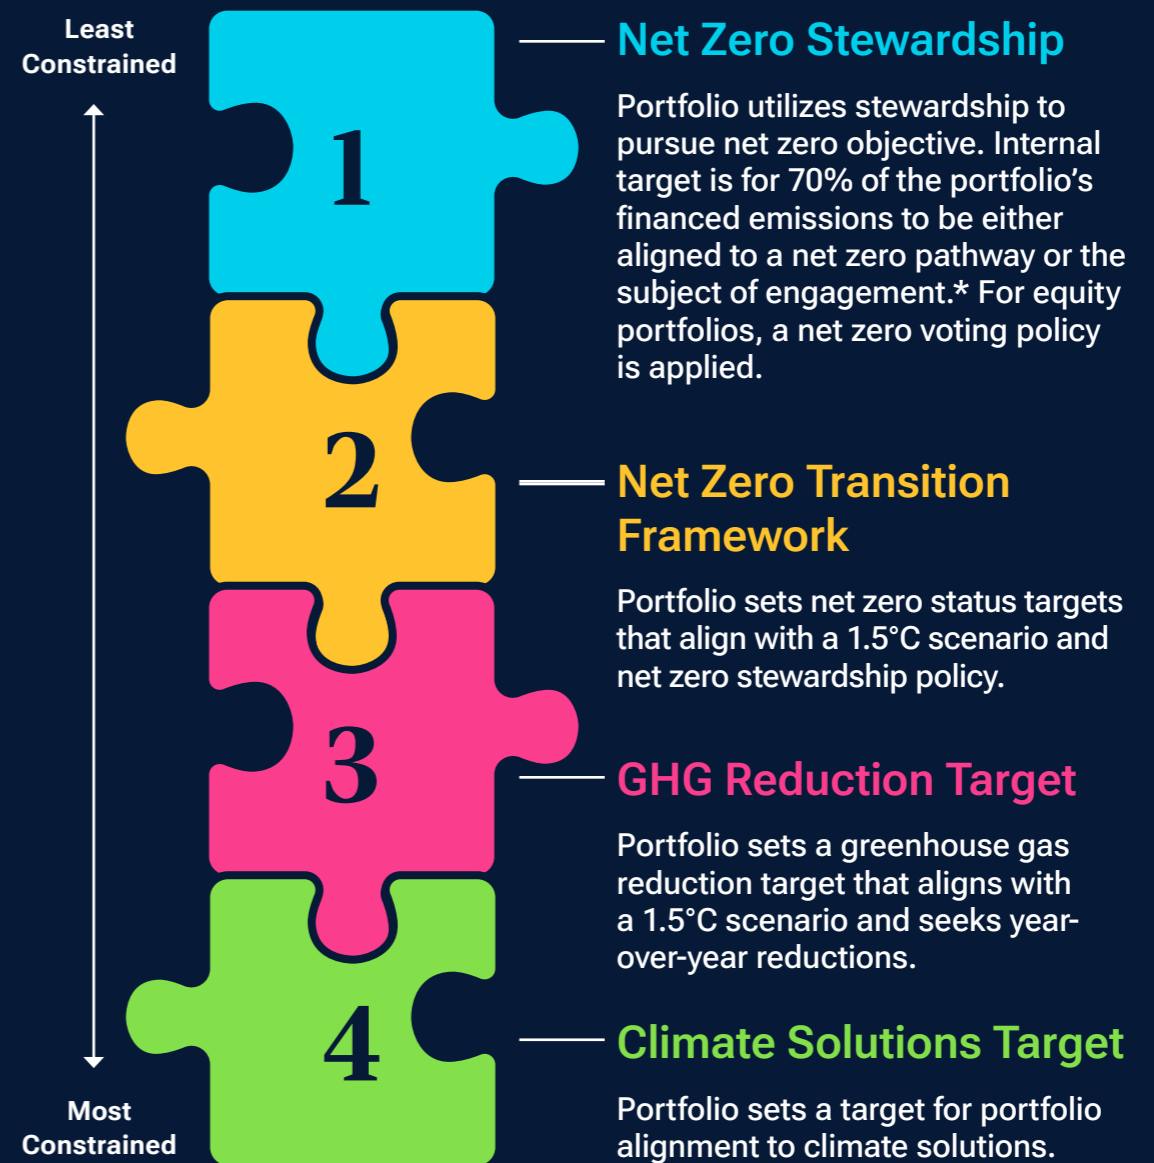 Least
Constrained
1
Net Zero Stewardship
Portfolio utilizes stewardship to
pursue net zero objective. Internal
target is for 70% of the portfolio’s
financed emissions to be either
aligned to a net zero pathway or the
subject of engagement.* For equity
portfolios, a net zero voting policy
is applied.
2
Net Zero Transition
Framework
Portfolio sets net zero status targets
that align with a 1.5°C scenario and
net zero stewardship policy.
3
GHG Reduction Target
Portfolio sets a greenhouse gas
reduction target that aligns with
a 1.5°C scenario and seeks year-
over-year reductions.
4
Climate Solutions Target
Portfolio sets a target for portfolio
alignment to climate solutions.
Most
Constrained